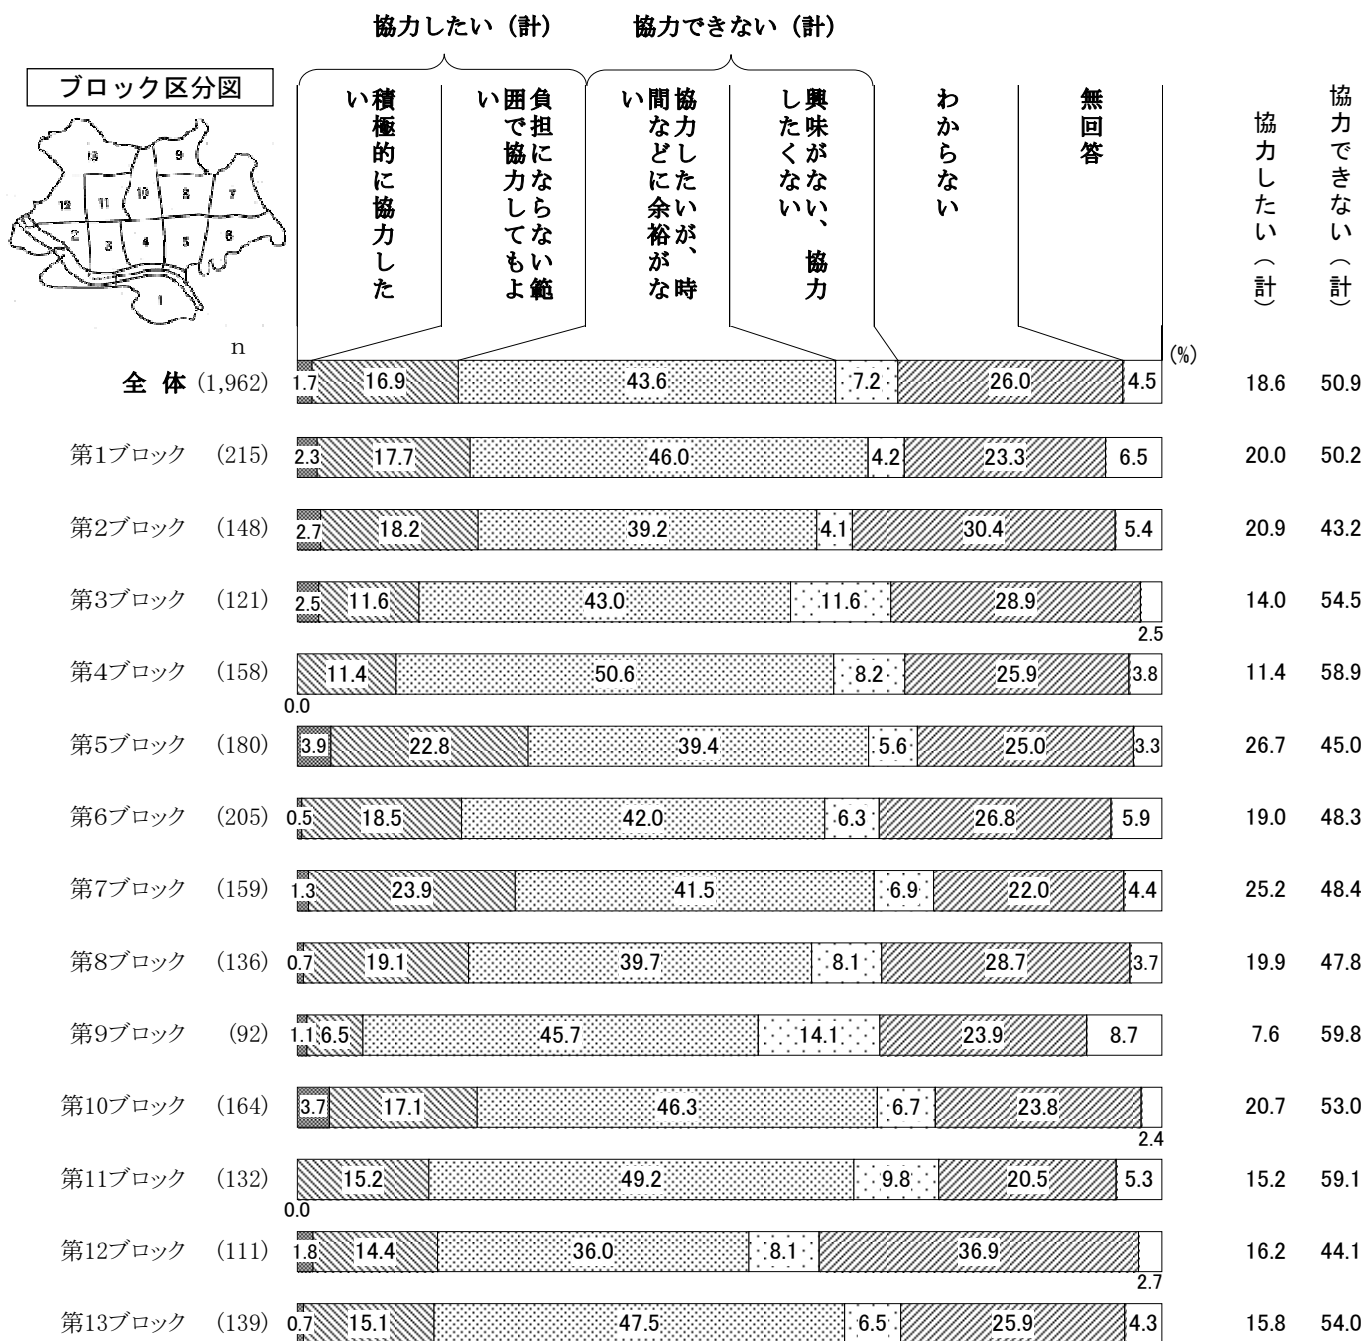 協力したい（計）
協力できない（計）
ブロック区分図
積極的に協力した
い
負担にならない範
囲で協力してもよ
い
協力したいが、時
間などに余裕がな
い
興味がない、協力
したくない
わからない
無回答
協力したい（計）
協力できない（計）
13
9
12
11
10
8
7
2
3
4
5
6
1
n
(%)
全体 (1,962) 1.7 16.9 43.6 7.2 26.0 4.5 18.6 50.9
第1ブロック (215) 2.3 17.7 46.0 4.2 23.3 6.5 20.0 50.2
第2ブロック (148) 2.7 18.2 39.2 4.1 30.4 5.4 20.9 43.2
第3ブロック (121) 2.5 11.6 43.0 11.6 28.9 2.5 14.0 54.5
第4ブロック (158) 0.0 11.4 50.6 8.2 25.9 3.8 11.4 58.9
第5ブロック (180) 3.9 22.8 39.4 5.6 25.0 3.3 26.7 45.0
第6ブロック (205) 0.5 18.5 42.0 6.3 26.8 5.9 19.0 48.3
第7ブロック (159) 1.3 23.9 41.5 6.9 22.0 4.4 25.2 48.4
第8ブロック (136) 0.7 19.1 39.7 8.1 28.7 3.7 19.9 47.8
第9ブロック (92) 1.1 6.5 45.7 14.1 23.9 8.7 7.6 59.8
第10ブロック (164) 3.7 17.1 46.3 6.7 23.8 2.4 20.7 53.0
第11ブロック (132) 0.0 15.2 49.2 9.8 20.5 5.3 15.2 59.1
第12ブロック (111) 1.8 14.4 36.0 8.1 36.9 2.7 16.2 44.1
第13ブロック (139) 0.7 15.1 47.5 6.5 25.9 4.3 15.8 54.0